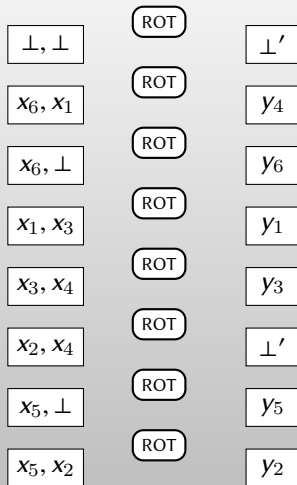 ROT
⊥, ⊥ ⊥′
ROT
x₆, x₁ y₄
ROT
x₆, ⊥ y₆
ROT
x₁, x₃ y₁
ROT
x₃, x₄ y₃
ROT
x₂, x₄ ⊥′
ROT
x₅, ⊥ y₅
ROT
x₅, x₂ y₂